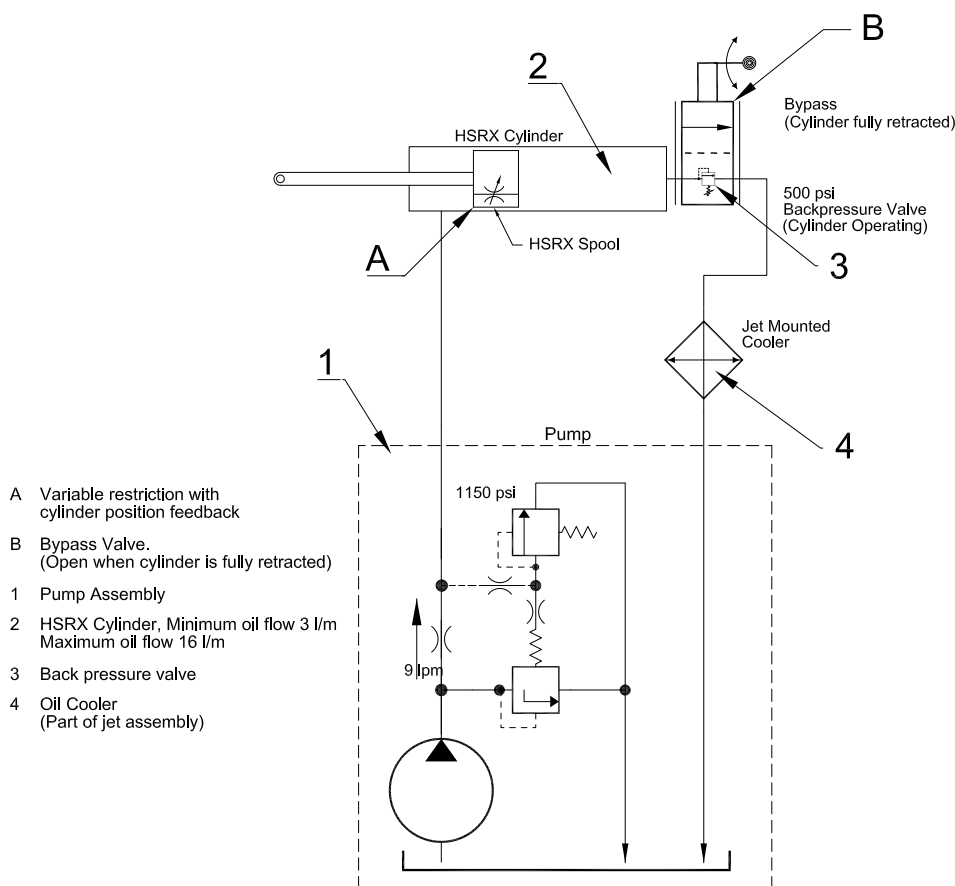 B
2
Bypass
(Cylinder fully retracted)
HSRX Cylinder
500 psi
Backpressure Valve
(Cylinder Operating)
HSRX Spool
A
3
Jet Mounted
Cooler
1
4
Pump
1150 psi
9 lpm
A Variable restriction with
cylinder position feedback
B Bypass Valve.
(Open when cylinder is fully retracted)
1 Pump Assembly
2 HSRX Cylinder, Minimum oil flow 3 l/m
Maximum oil flow 16 l/m
3 Back pressure valve
4 Oil Cooler
(Part of jet assembly)